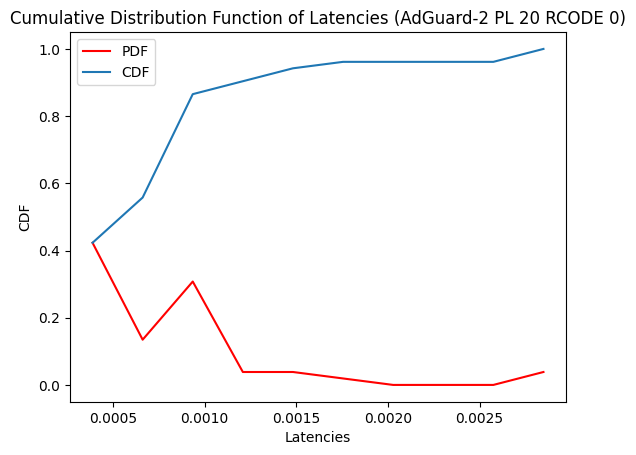 Cumulative Distribution Function of Latencies (AdGuard-2 PL 20 RCODE 0)
PDF
CDF
1.0
0.8
0.6
0.4
0.2
0.0
CDF
0.0005
0.0010
0.0015
0.0020
0.0025
Latencies